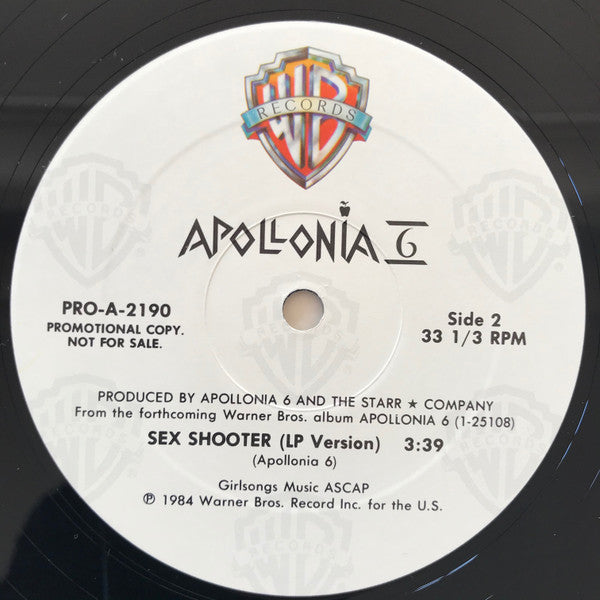 WB
RECORDS
APOLLONIA 6
PRO-A-2190
PROMOTIONAL COPY.
NOT FOR SALE.
Side 2
33 1/3 RPM
PRODUCED BY APOLLONIA 6 AND THE STARR ★ COMPANY
From the forthcoming Warner Bros. album APOLLONIA 6 (1-25108)
SEX SHOOTER (LP Version) 3:39
(Apollonia 6)
Girlsongs Music ASCAP
℗ 1984 Warner Bros. Record Inc. for the U.S.